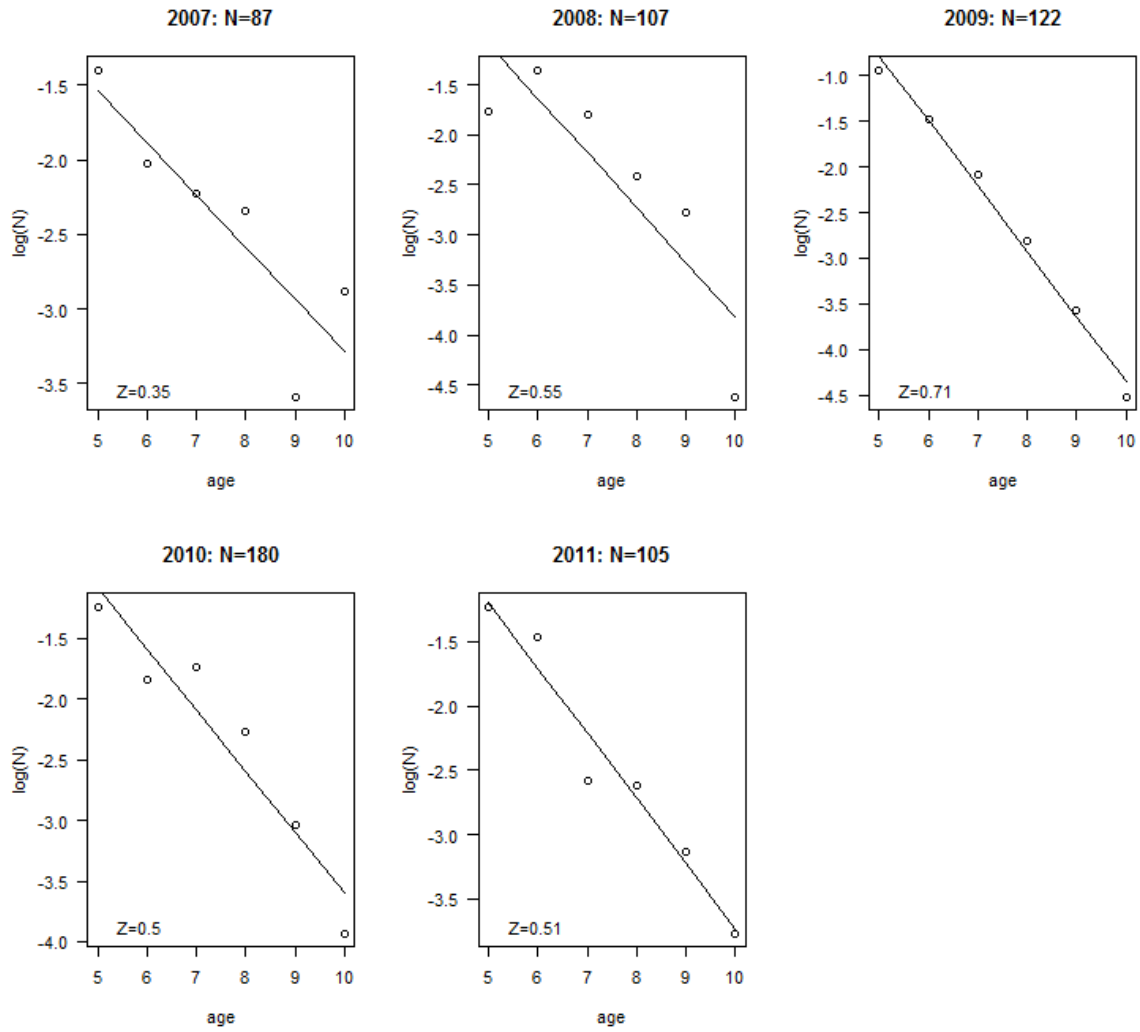 2007: N=87
log(N)
-1.5
-2.0
-2.5
-3.0
-3.5
Z=0.35
5 6 7 8 9 10
age
2008: N=107
log(N)
-1.5
-2.0
-2.5
-3.0
-3.5
-4.0
-4.5
Z=0.55
5 6 7 8 9 10
age
2009: N=122
log(N)
-1.0
-1.5
-2.0
-2.5
-3.0
-3.5
-4.0
-4.5
Z=0.71
5 6 7 8 9 10
age
2010: N=180
log(N)
-1.5
-2.0
-2.5
-3.0
-3.5
-4.0
Z=0.5
5 6 7 8 9 10
age
2011: N=105
log(N)
-1.5
-2.0
-2.5
-3.0
-3.5
Z=0.51
5 6 7 8 9 10
age